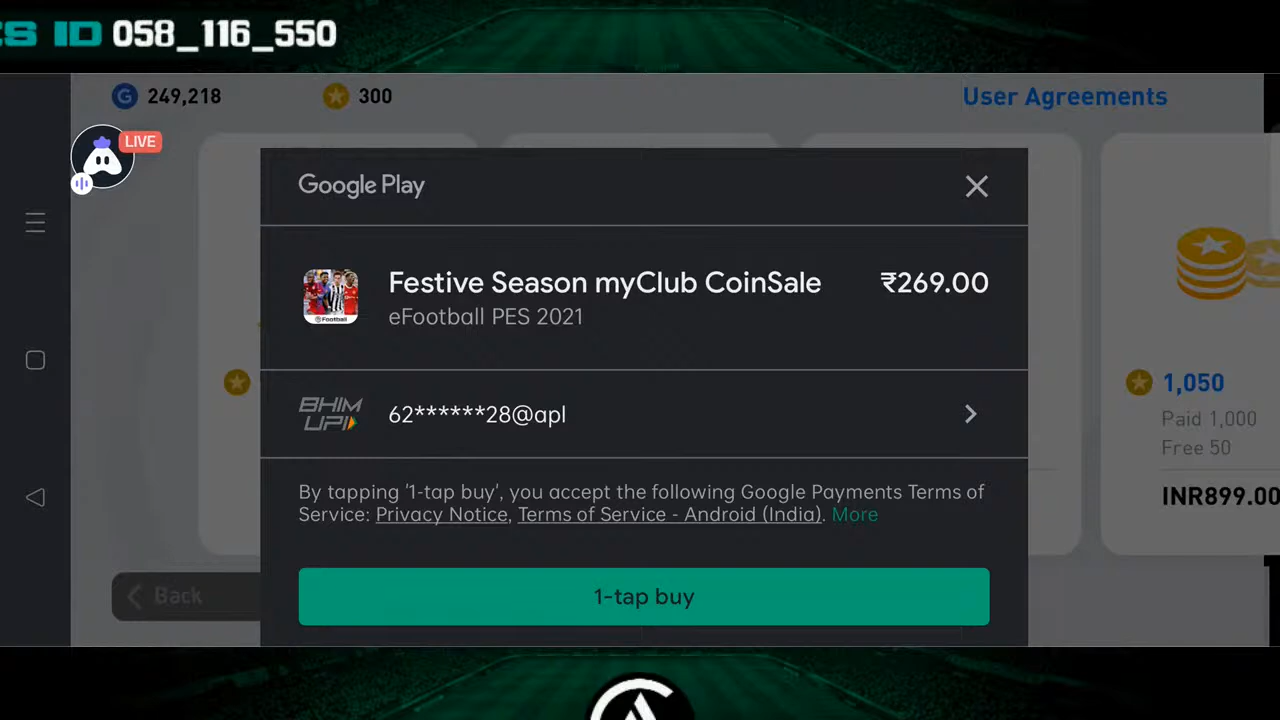 ES ID 058_116_550
G 249,218
300
User Agreements
LIVE
Google Play
Festive Season myClub CoinSale
₹269.00
eFootball PES 2021
eFootball
BHIM
UPI
62******28@apl
1,050
Paid 1,000
Free 50
By tapping '1-tap buy', you accept the following Google Payments Terms of
Service: Privacy Notice, Terms of Service - Android (India). More
INR899.00
1-tap buy
Back